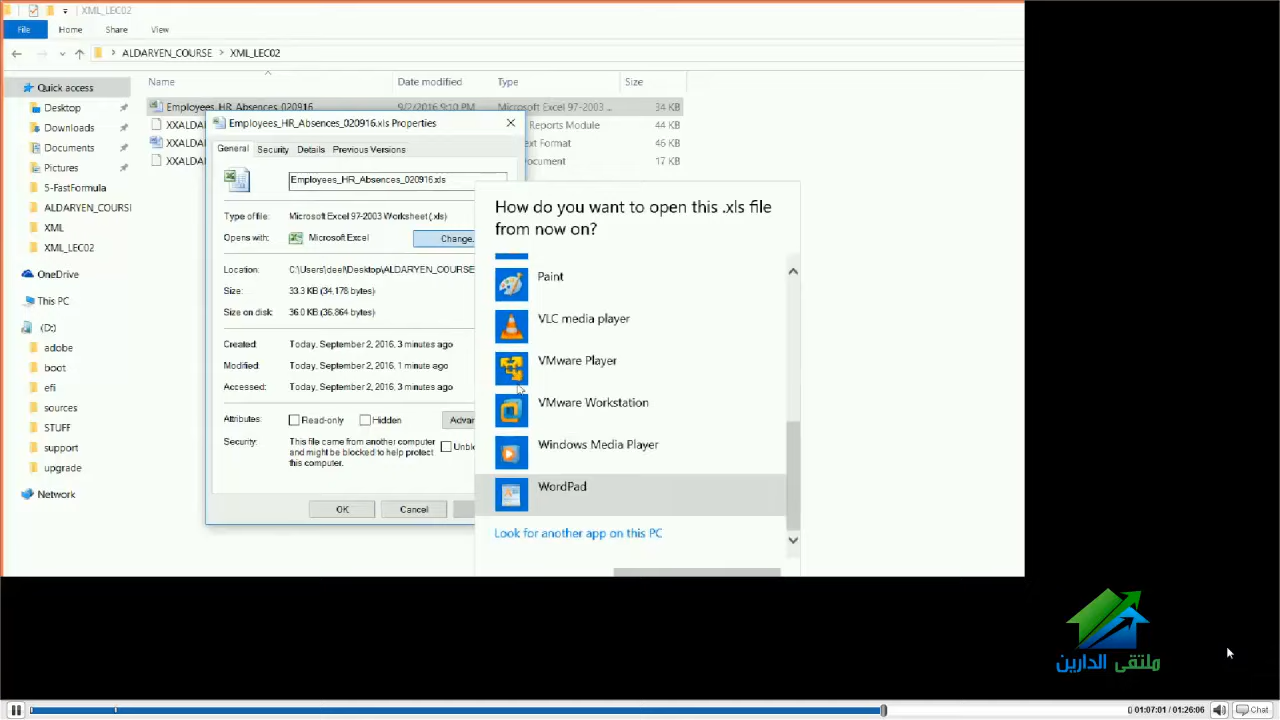 XML_LEC02
File Home Share View
ALDARYEN_COURSE > XML_LEC02
Name Date modified Type Size
Quick access
Desktop
Downloads
Documents
Pictures
5-FastFormula
ALDARYEN_COURSI
XML
XML_LEC02
OneDrive
This PC
(D:)
adobe
boot
efi
sources
STUFF
support
upgrade
Network
Employees_HR_Absences_020916 9/2/2016 9:10 PM Microsoft Excel 97-2003 ... 34 KB
XXALDA Reports Module 44 KB
XXALDA ext Format 46 KB
XXALDA ocument 17 KB
Employees_HR_Absences_020916.xls Properties
General Security Details Previous Versions
Employees_HR_Absences_020916.xls
Type of file: Microsoft Excel 97-2003 Worksheet (.xls)
Opens with: Microsoft Excel Change.
Location: C:\Users\deel\Desktop\ALDARYEN_COURSE
Size: 33.3 KB (34,178 bytes)
Size on disk: 36.0 KB (36,864 bytes)
Created: Today, September 2, 2016, 3 minutes ago
Modified: Today, September 2, 2016, 1 minute ago
Accessed: Today, September 2, 2016, 3 minutes ago
Attributes: Read-only Hidden Advar
Security: This file came from another computer
and might be blocked to help protect
this computer.
Unblo
OK Cancel
How do you want to open this .xls file
from now on?
Paint
VLC media player
VMware Player
VMware Workstation
Windows Media Player
WordPad
Look for another app on this PC
ملتقى الدارين
01:07:01 / 01:26:06 Chat